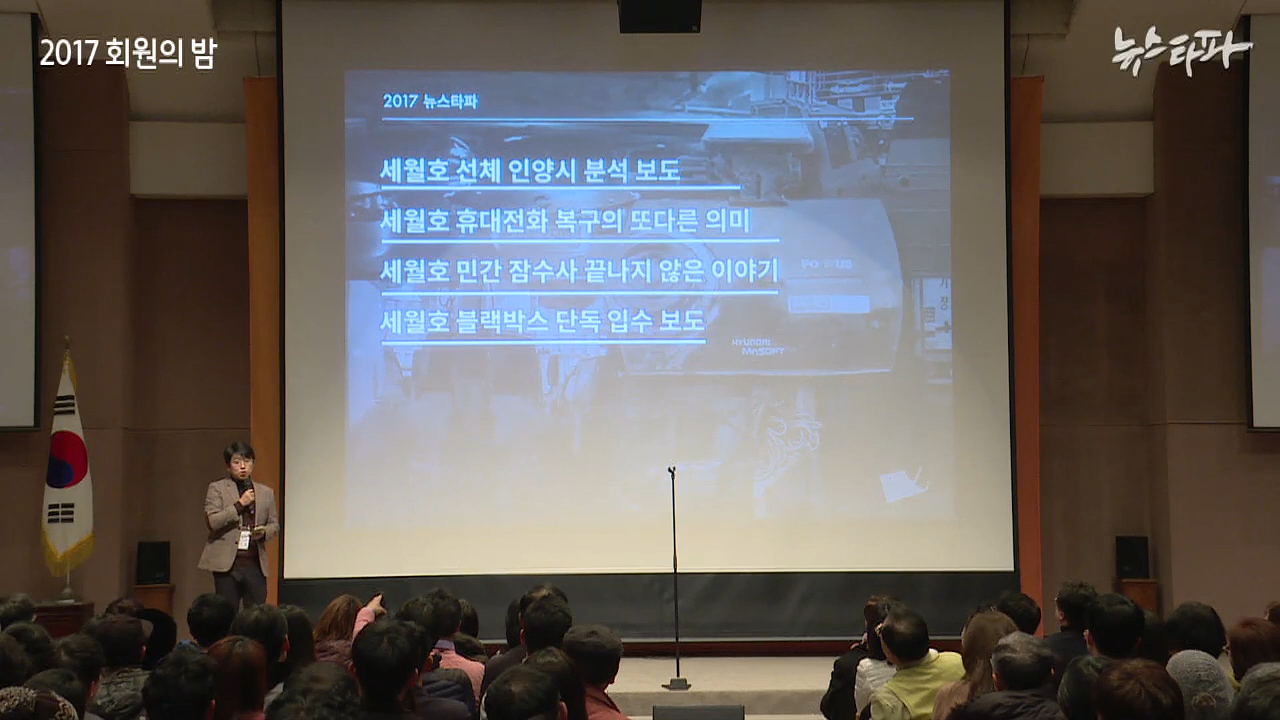 2017 회원의 밤
뉴스타파
2017 뉴스타파
세월호 선체 인양시 분석 보도
세월호 휴대전화 복구의 또다른 의미
세월호 민간 잠수사 끝나지 않은 이야기
세월호 블랙박스 단독 입수 보도
HYUNDAI
MnSOFT